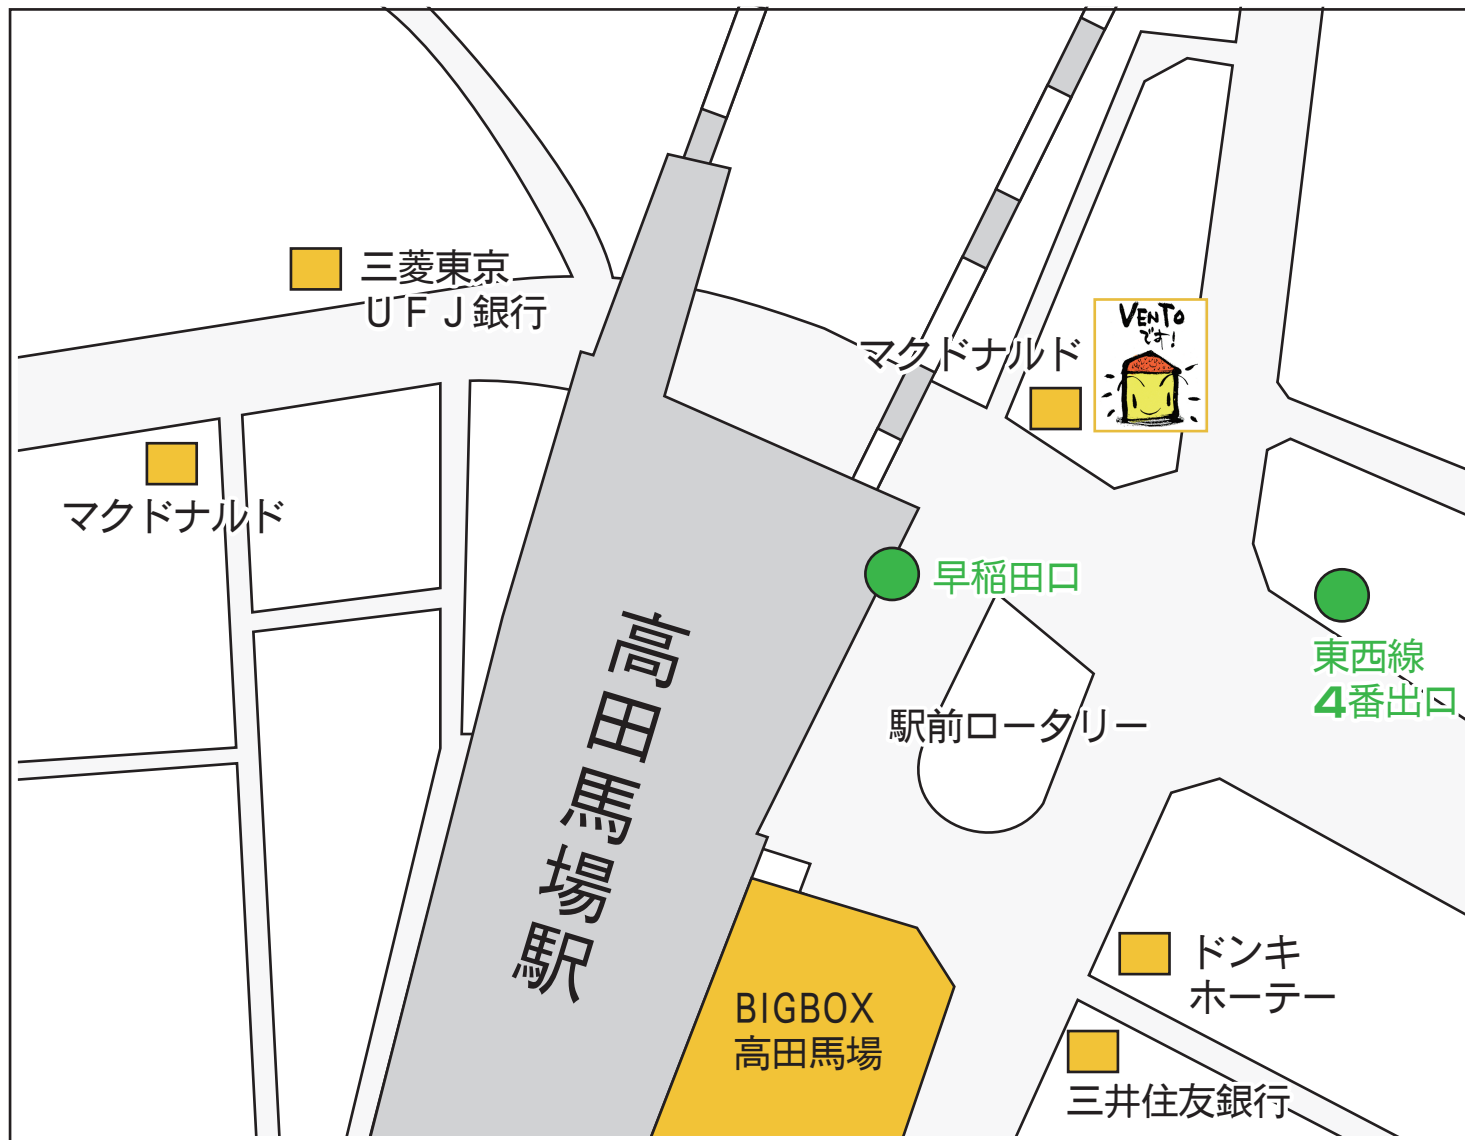 VENTO
です!
三菱東京
UFJ銀行
マクドナルド
マクドナルド
早稲田口
東西線
4番出口
高田馬場駅
駅前ロータリー
ドンキ
ホーテー
BIGBOX
高田馬場
三井住友銀行